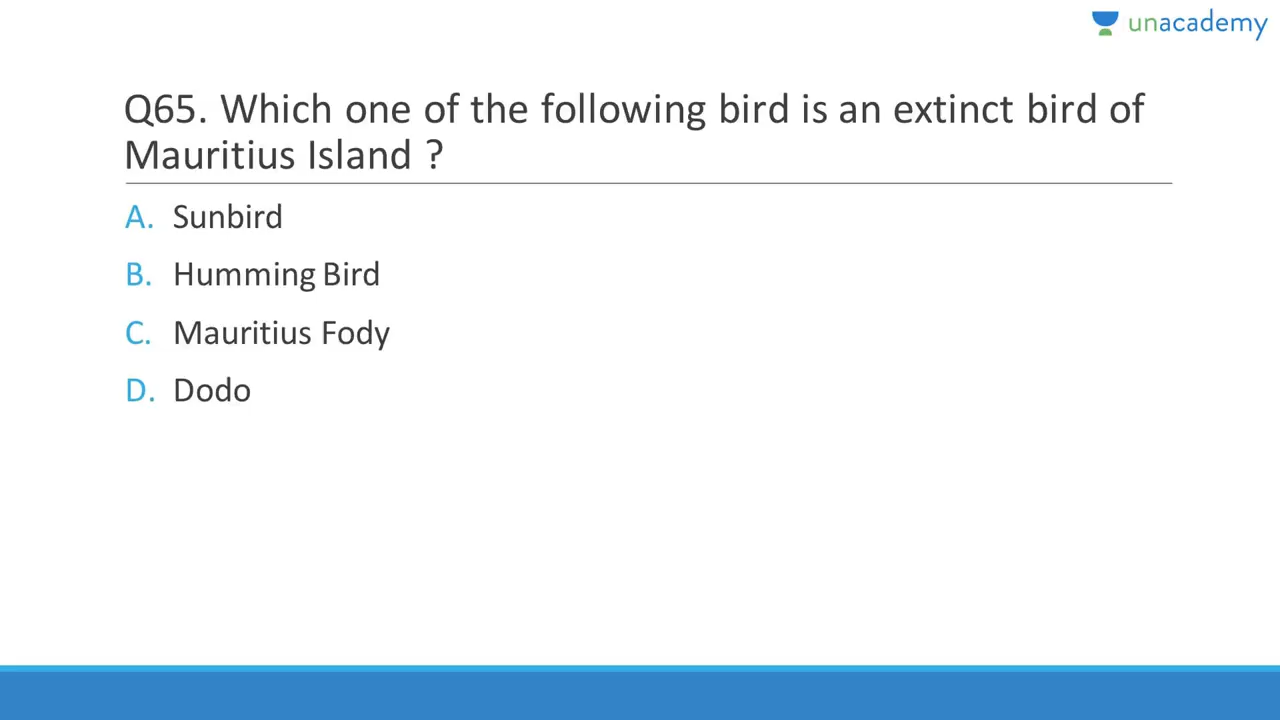 unacademy
Q65. Which one of the following bird is an extinct bird of
Mauritius Island ?
A. Sunbird
B. Humming Bird
C. Mauritius Fody
D. Dodo